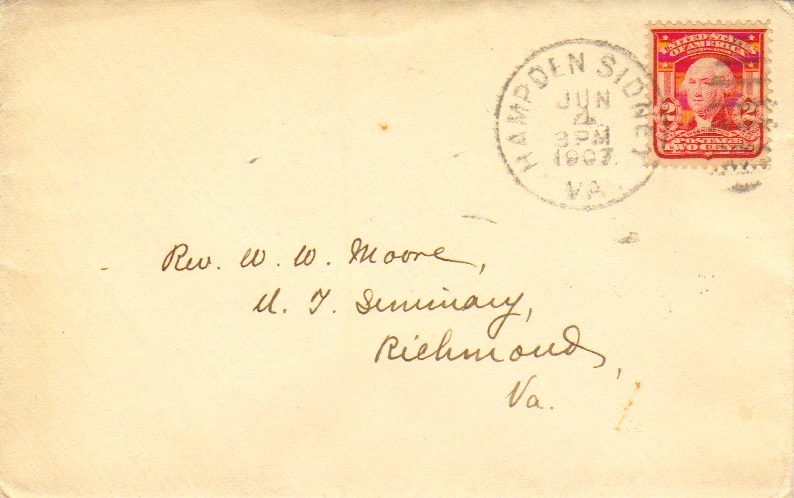 HAMPDEN SIDNEY
JUN
4
3 PM
1907
VA.
UNITED STATES
OF AMERICA
2 2
POSTAGE
TWO CENTS
Rev. W. W. Moore,
U. T. Seminary,
Richmond,
Va.